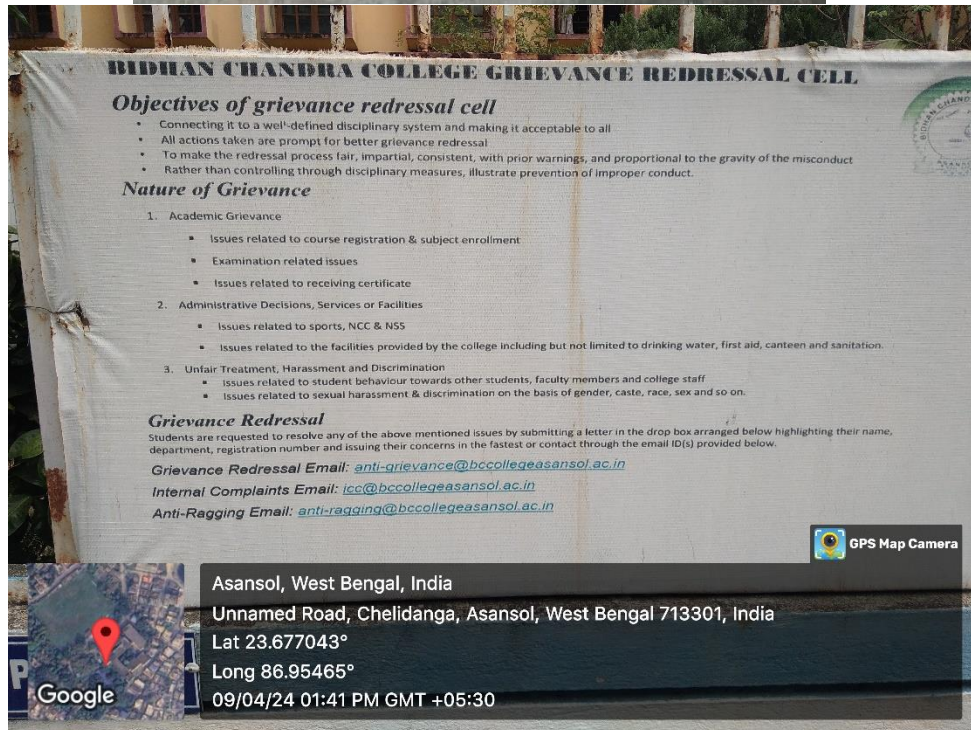 BIDHAN CHANDRA COLLEGE GRIEVANCE REDRESSAL CELL
Objectives of grievance redressal cell
• Connecting it to a well-defined disciplinary system and making it acceptable to all
• All actions taken are prompt for better grievance redressal
• To make the redressal process fair, impartial, consistent, with prior warnings, and proportional to the gravity of the misconduct
• Rather than controlling through disciplinary measures, illustrate prevention of improper conduct.
Nature of Grievance
1. Academic Grievance
▪ Issues related to course registration & subject enrollment
▪ Examination related issues
▪ Issues related to receiving certificate
2. Administrative Decisions, Services or Facilities
▪ Issues related to sports, NCC & NSS
▪ Issues related to the facilities provided by the college including but not limited to drinking water, first aid, canteen and sanitation.
3. Unfair Treatment, Harassment and Discrimination
▪ Issues related to student behaviour towards other students, faculty members and college staff
▪ Issues related to sexual harassment & discrimination on the basis of gender, caste, race, sex and so on.
Grievance Redressal
Students are requested to resolve any of the above mentioned issues by submitting a letter in the drop box arranged below highlighting their name,
department, registration number and issuing their concerns in the fastest or contact through the email ID(s) provided below.
Grievance Redressal Email: anti-grievance@bccollegeasansol.ac.in
Internal Complaints Email: icc@bccollegeasansol.ac.in
Anti-Ragging Email: anti-ragging@bccollegeasansol.ac.in
BIDHAN CHAND
GPS Map Camera
Asansol, West Bengal, India
Unnamed Road, Chelidanga, Asansol, West Bengal 713301, India
Lat 23.677043°
Long 86.95465°
09/04/24 01:41 PM GMT +05:30
Google
P